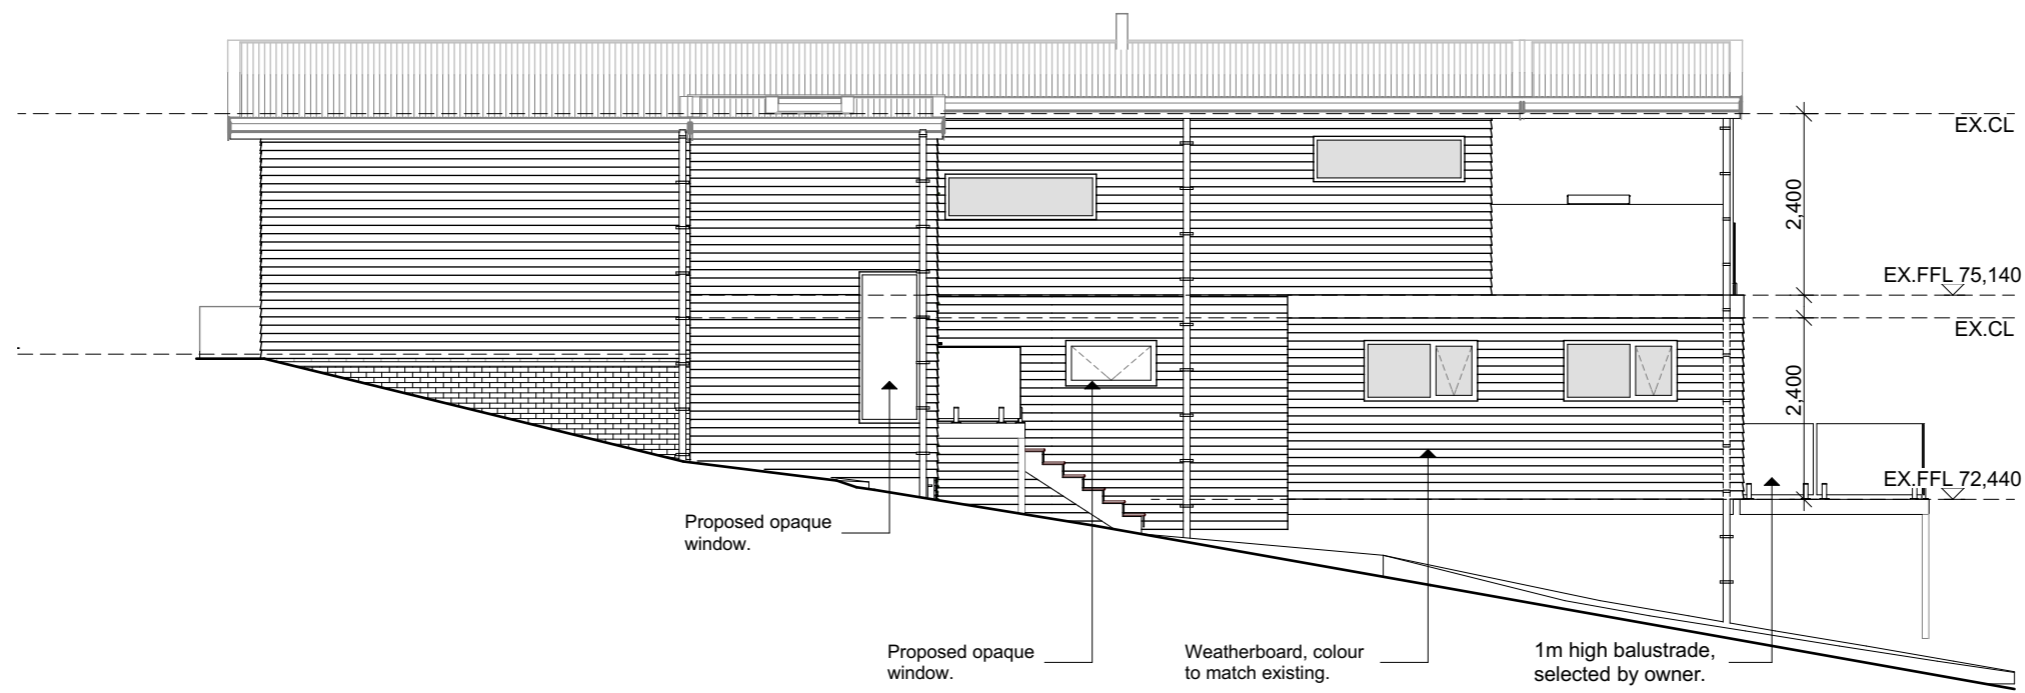 EX.CL
2,400
EX.FFL 75,140
EX.CL
2,400
EX.FFL 72,440
Proposed opaque
window.
Proposed opaque
window.
Weatherboard, colour
to match existing.
1m high balustrade,
selected by owner.